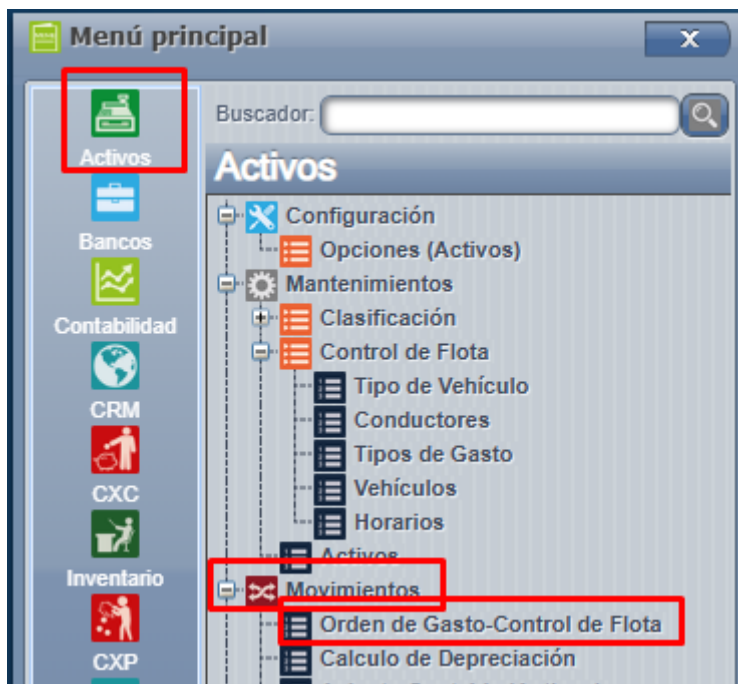 Menú principal
X
Activos
Bancos
Contabilidad
CRM
CXC
Inventario
CXP
Buscador:
Activos
Configuración
Opciones (Activos)
Mantenimientos
Clasificación
Control de Flota
Tipo de Vehículo
Conductores
Tipos de Gasto
Vehículos
Horarios
Activos
Movimientos
Orden de Gasto-Control de Flota
Calculo de Depreciación